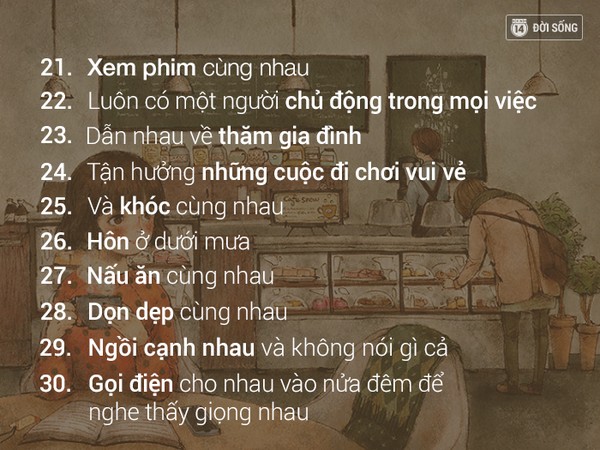 14 ĐỜI SỐNG
21. Xem phim cùng nhau
22. Luôn có một người chủ động trong mọi việc
23. Dẫn nhau về thăm gia đình
24. Tận hưởng những cuộc đi chơi vui vẻ
25. Và khóc cùng nhau
26. Hôn ở dưới mưa
27. Nấu ăn cùng nhau
28. Dọn dẹp cùng nhau
29. Ngồi cạnh nhau và không nói gì cả
30. Gọi điện cho nhau vào nửa đêm để
nghe thấy giọng nhau